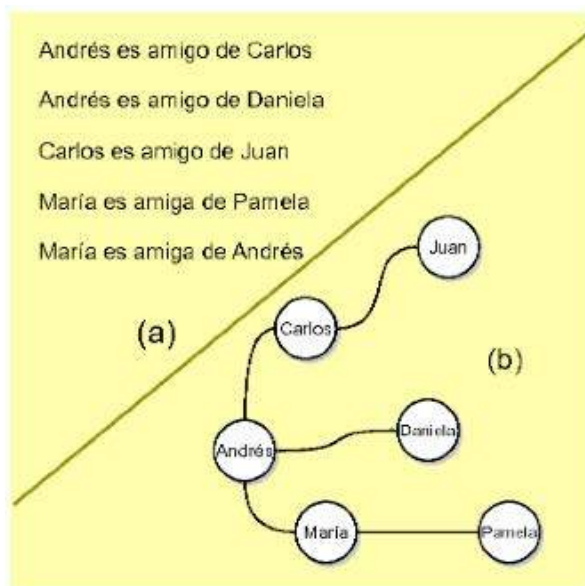 Andrés es amigo de Carlos
Andrés es amigo de Daniela
Carlos es amigo de Juan
María es amiga de Pamela
María es amiga de Andrés
(a)
Juan
Carlos
(b)
Daniela
Andrés
María
Pamela